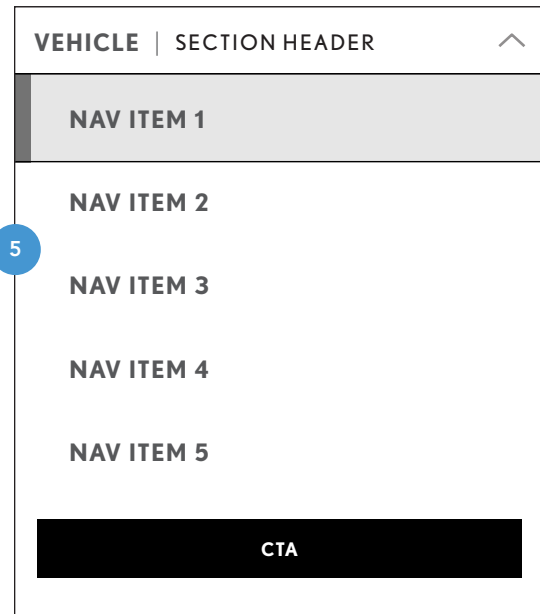 VEHICLE | SECTION HEADER
NAV ITEM 1
NAV ITEM 2
5
NAV ITEM 3
NAV ITEM 4
NAV ITEM 5
CTA